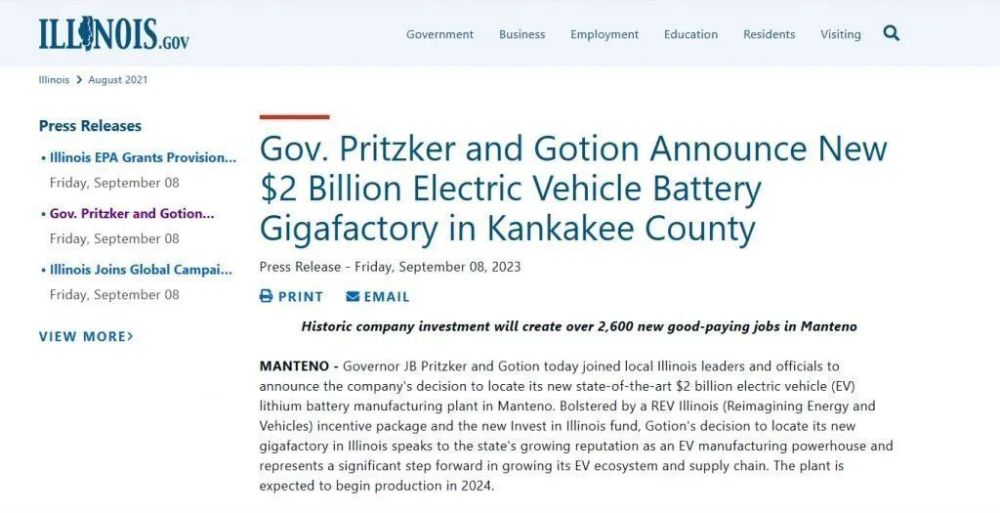 ILLINOIS.GOV
Government Business Employment Education Residents Visiting
Illinois > August 2021
Press Releases
• Illinois EPA Grants Provision...
Friday, September 08
• Gov. Pritzker and Gotion...
Friday, September 08
• Illinois Joins Global Campai...
Friday, September 08
VIEW MORE>
Gov. Pritzker and Gotion Announce New
$2 Billion Electric Vehicle Battery
Gigafactory in Kankakee County
Press Release - Friday, September 08, 2023
PRINT EMAIL
Historic company investment will create over 2,600 new good-paying jobs in Manteno
MANTENO - Governor JB Pritzker and Gotion today joined local Illinois leaders and officials to
announce the company's decision to locate its new state-of-the-art $2 billion electric vehicle (EV)
lithium battery manufacturing plant in Manteno. Bolstered by a REV Illinois (Reimagining Energy and
Vehicles) incentive package and the new Invest in Illinois fund, Gotion's decision to locate its new
gigafactory in Illinois speaks to the state's growing reputation as an EV manufacturing powerhouse and
represents a significant step forward in growing its EV ecosystem and supply chain. The plant is
expected to begin production in 2024.